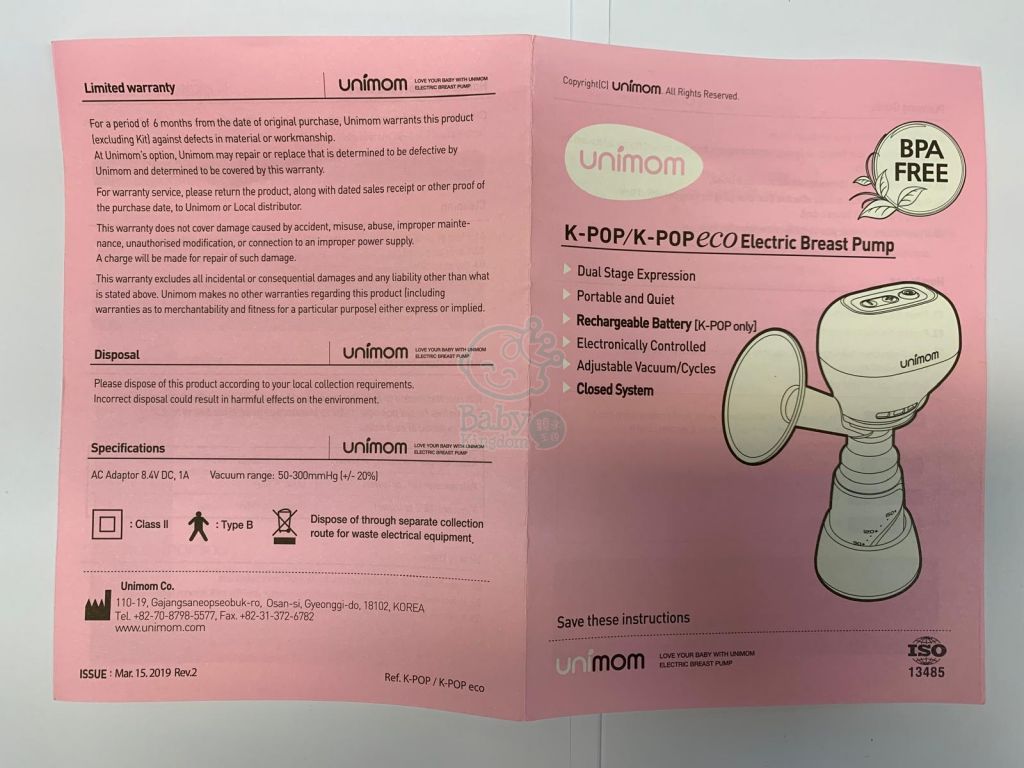 Limited warranty
unimom LOVE YOUR BABY WITH UNIMOM
ELECTRIC BREAST PUMP
For a period of 6 months from the date of original purchase, Unimom warrants this product
(excluding Kit) against defects in material or workmanship.
At Unimom's option, Unimom may repair or replace that is determined to be defective by
Unimom and determined to be covered by this warranty.
For warranty service, please return the product, along with dated sales receipt or other proof of
the purchase date, to Unimom or Local distributor.
This warranty does not cover damage caused by accident, misuse, abuse, improper mainte-
nance, unauthorised modification, or connection to an improper power supply.
A charge will be made for repair of such damage.
This warranty excludes all incidental or consequential damages and any liability other than what
is stated above. Unimom makes no other warranties regarding this product (including
warranties as to merchantability and fitness for a particular purpose) either express or implied.
Disposal
unimom LOVE YOUR BABY WITH UNIMOM
ELECTRIC BREAST PUMP
Please dispose of this product according to your local collection requirements.
Incorrect disposal could result in harmful effects on the environment.
Specifications
unimom LOVE YOUR BABY WITH UNIMOM
ELECTRIC BREAST PUMP
AC Adaptor 8.4V DC, 1A Vacuum range: 50-300mmHg (+/- 20%)
: Class II : Type B Dispose of through separate collection
route for waste electrical equipment.
Unimom Co.
110-19, Gajangsaneopseobuk-ro, Osan-si, Gyeonggi-do, 18102, KOREA
Tel. +82-70-8798-5577, Fax. +82-31-372-6782
www.unimom.com
ISSUE : Mar. 15. 2019 Rev.2
Ref. K-POP / K-POP eco
Copyright(C) unimom. All Rights Reserved.
unimom
BPA
FREE
K-POP/K-POP eco Electric Breast Pump
Dual Stage Expression
Portable and Quiet
Rechargeable Battery [K-POP only]
Electronically Controlled
Adjustable Vacuum/Cycles
Closed System
unimom
Save these instructions
unimom LOVE YOUR BABY WITH UNIMOM
ELECTRIC BREAST PUMP
ISO
13485
Baby
Kingdom